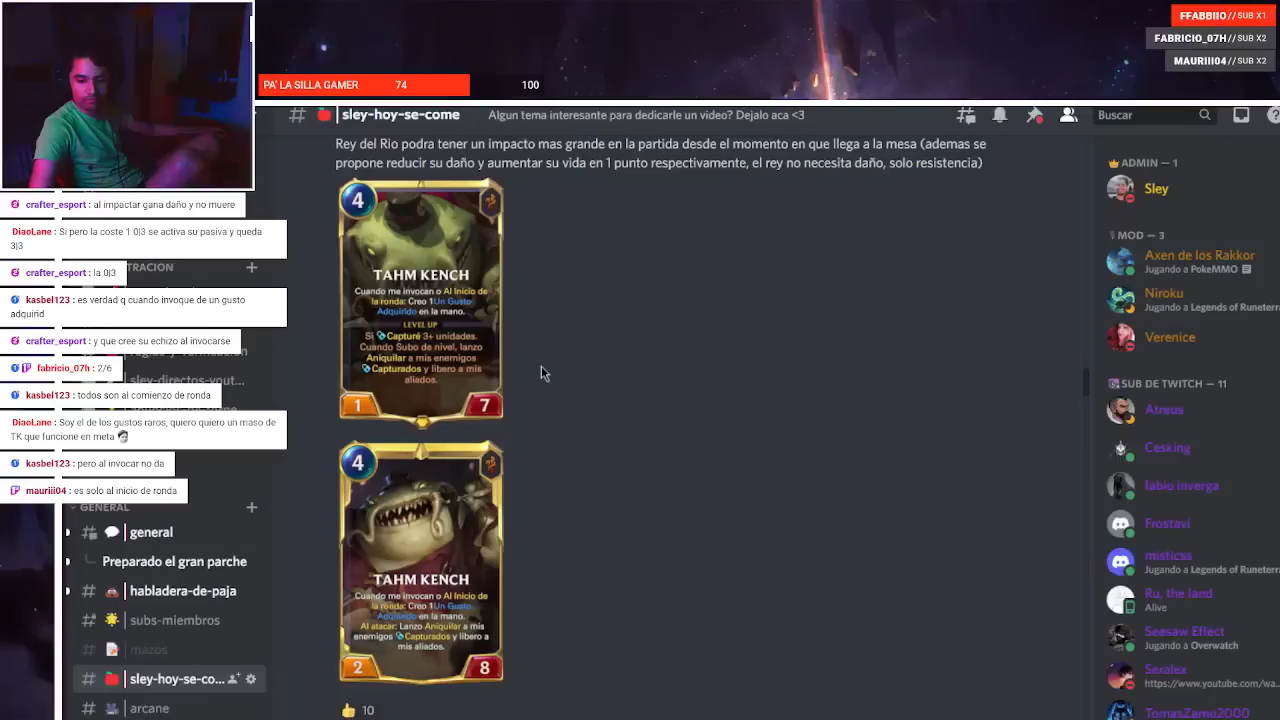 FFABBIIO// SUB X1
FABRICIO_07H// SUB X2
MAURIII04// SUB X2
PA' LA SILLA GAMER 74 100
sley-hoy-se-come
Algun tema interesante para dedicarle un video? Dejalo aca <3
Buscar
Rey del Rio podra tener un impacto mas grande en la partida desde el momento en que llega a la mesa (ademas se
propone reducir su daño y aumentar su vida en 1 punto respectivamente, el rey no necesita daño, solo resistencia)
crafter_esport : al impactar gana daño y no muere
DiaoLane : Si pero la coste 1 0|3 se activa su pasiva y queda
3|3
crafter_esport : la 0|3
kasbel123 : es verdad q cuando invoque de un gusto
adquirid
crafter_esport : y que cree su echizo al invocarse
fabricio_07h : 2/6
kasbel123 : todos son al comienzo de ronda
DiaoLane : Soy el de los gustos raros, quiero quiero un maso de
TK que funcione en meta
kasbel123 : pero al invocar no da
mauriii04 : es solo al inicio de ronda
TRACION
sley-directos-yout...
GENERAL
general
Preparado el gran parche
habladera-de-paja
subs-miembros
mazos
sley-hoy-se-co...
arcane
4
TAHM KENCH
Cuando me invocan o Al Inicio de
la ronda: Creo 1 Un Gusto
Adquirido en la mano.
LEVEL UP
Si Capturé 3+ unidades.
Cuando Subo de nivel, lanzo
Aniquilar a mis enemigos
Capturados y libero a mis
aliados.
1 7
4
TAHM KENCH
Cuando me invocan o Al Inicio de
la ronda: Creo 1 Un Gusto
Adquirido en la mano.
Al atacar: Lanzo Aniquilar a mis
enemigos Capturados y libero a
mis aliados.
2 8
10
ADMIN — 1
Sley
MOD — 3
Axen de los Rakkor
Jugando a PokeMMO
Niroku
Jugando a Legends of Runeterra
Verenice
SUB DE TWITCH — 11
Atreus
Cesking
fabio inverga
Frostavi
misticss
Jugando a Legends of Runeterra
Ru, the land
Alive
Seesaw Effect
Jugando a Overwatch
Seralex
https://www.youtube.com/wa...
TomasZamo2000